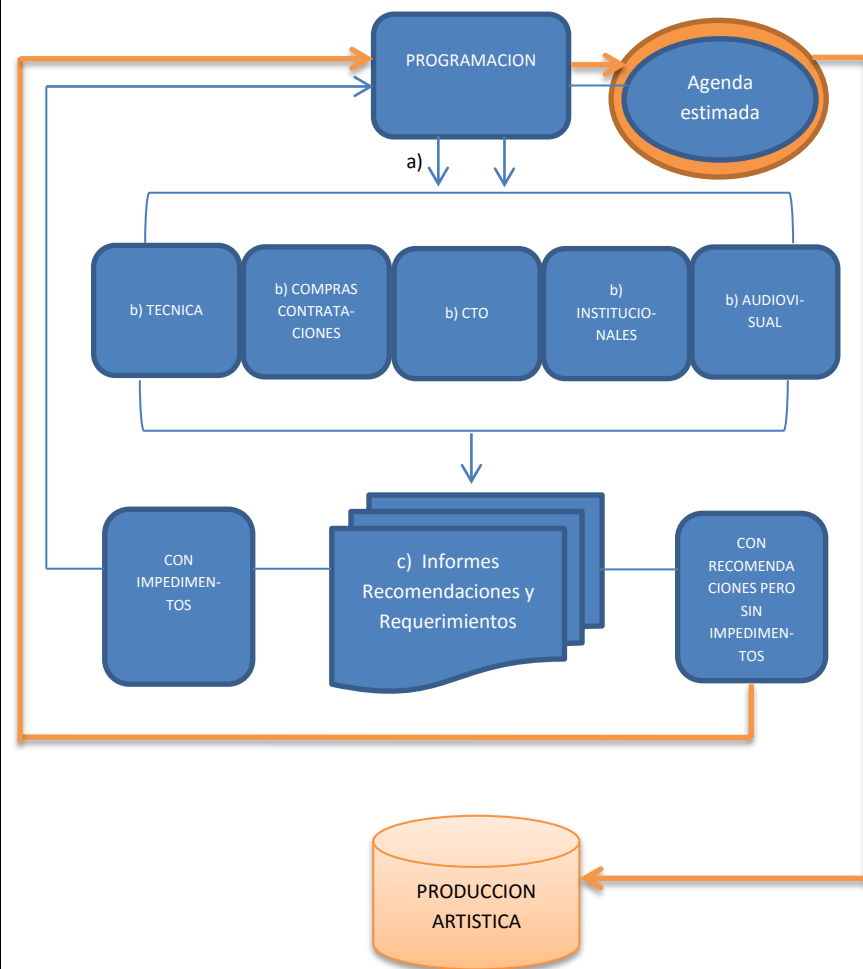 PROGRAMACION
Agenda
estimada
a)
b) TECNICA
b) COMPRAS
CONTRATA-
CIONES
b) CTO
b)
INSTITUCIO-
NALES
b) AUDIOVI-
SUAL
CON
IMPEDIMEN-
TOS
c) Informes
Recomendaciones y
Requerimientos
CON
RECOMENDA
CIONES PERO
SIN
IMPEDIMEN-
TOS
PRODUCCION
ARTISTICA